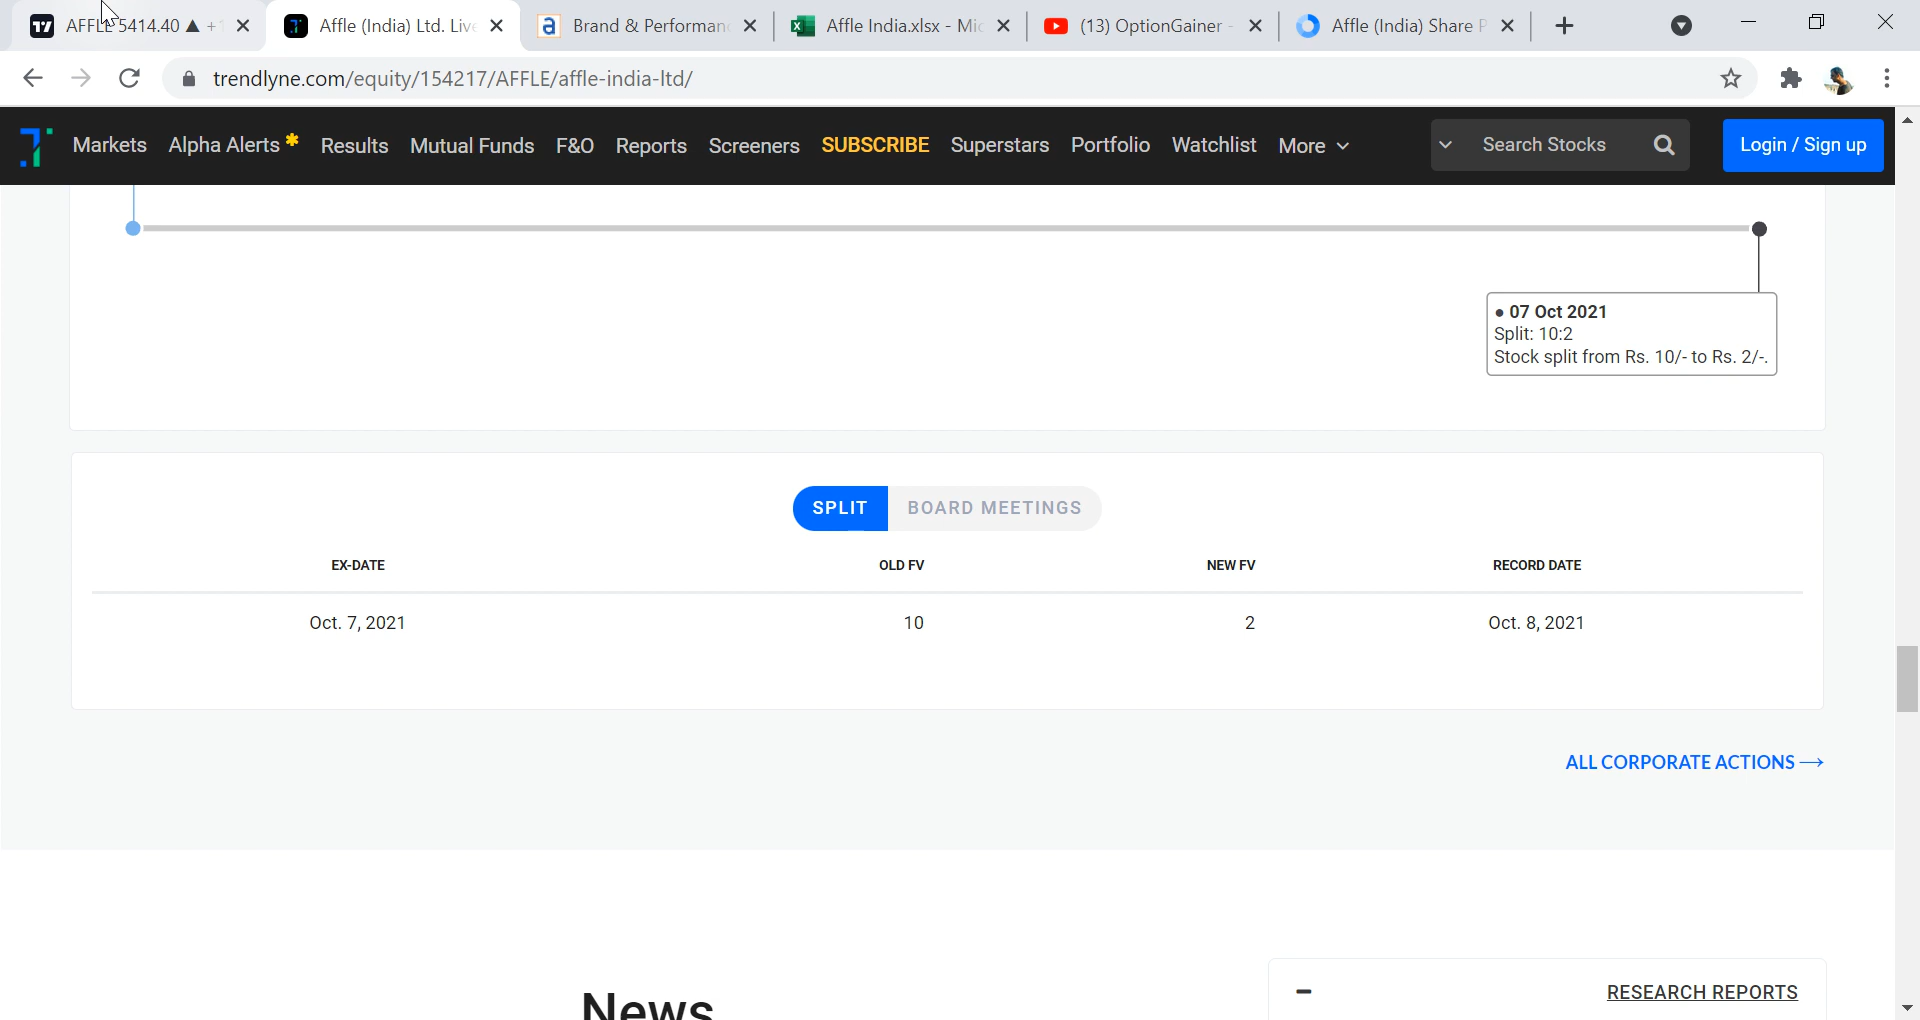 AFFLE 5414.40 ▲ +
Affle (India) Ltd. Live
Brand & Performan
Affle India.xlsx - Mic
(13) OptionGainer -
Affle (India) Share P
trendlyne.com/equity/154217/AFFLE/affle-india-ltd/
Markets Alpha Alerts* Results Mutual Funds F&O Reports Screeners SUBSCRIBE Superstars Portfolio Watchlist More Search Stocks Login / Sign up
• 07 Oct 2021
Split: 10:2
Stock split from Rs. 10/- to Rs. 2/-.
SPLIT BOARD MEETINGS
EX-DATE OLD FV NEW FV RECORD DATE
Oct. 7, 2021 10 2 Oct. 8, 2021
ALL CORPORATE ACTIONS →
News
RESEARCH REPORTS